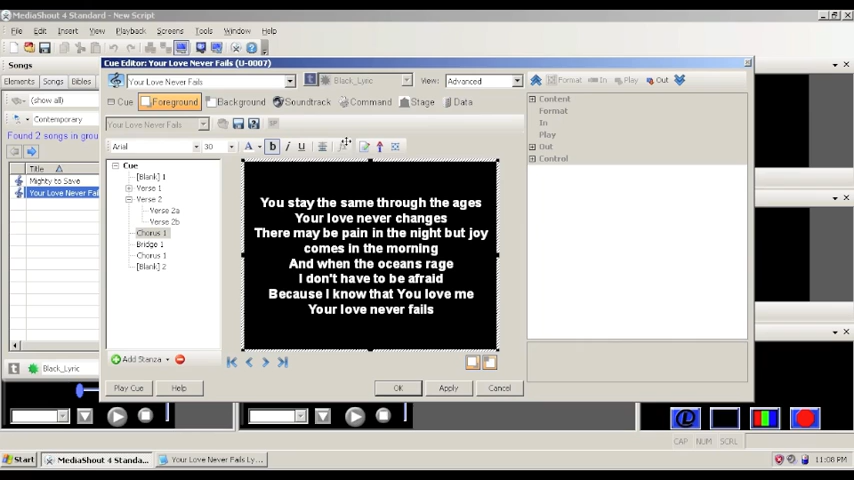 MediaShout 4 Standard - New Script
File Edit Insert View Playback Screens Tools Window Help
Songs
Elements Songs Bibles
(show all)
Contemporary
Found 2 songs in grou
Title
Mighty to Save
Your Love Never Fai
Black_Lyric
Cue Editor: Your Love Never Fails (U-0007)
Your Love Never Fails
Black_Lyric
View: Advanced
Format In Play Out
Cue Foreground Background Soundtrack Command Stage Data
Your Love Never Fails
Arial 30 A b i u
Cue
[Blank] 1
Verse 1
Verse 2
Verse 2a
Verse 2b
Chorus 1
Bridge 1
Chorus 1
[Blank] 2
You stay the same through the ages
Your love never changes
There may be pain in the night but joy
comes in the morning
And when the oceans rage
I don't have to be afraid
Because I know that You love me
Your love never fails
Content
Format
In
Play
Out
Control
Add Stanza
Play Cue Help OK Apply Cancel
CAP NUM SCRL
Start MediaShout 4 Standa... Your Love Never Fails Ly... 11:08 PM